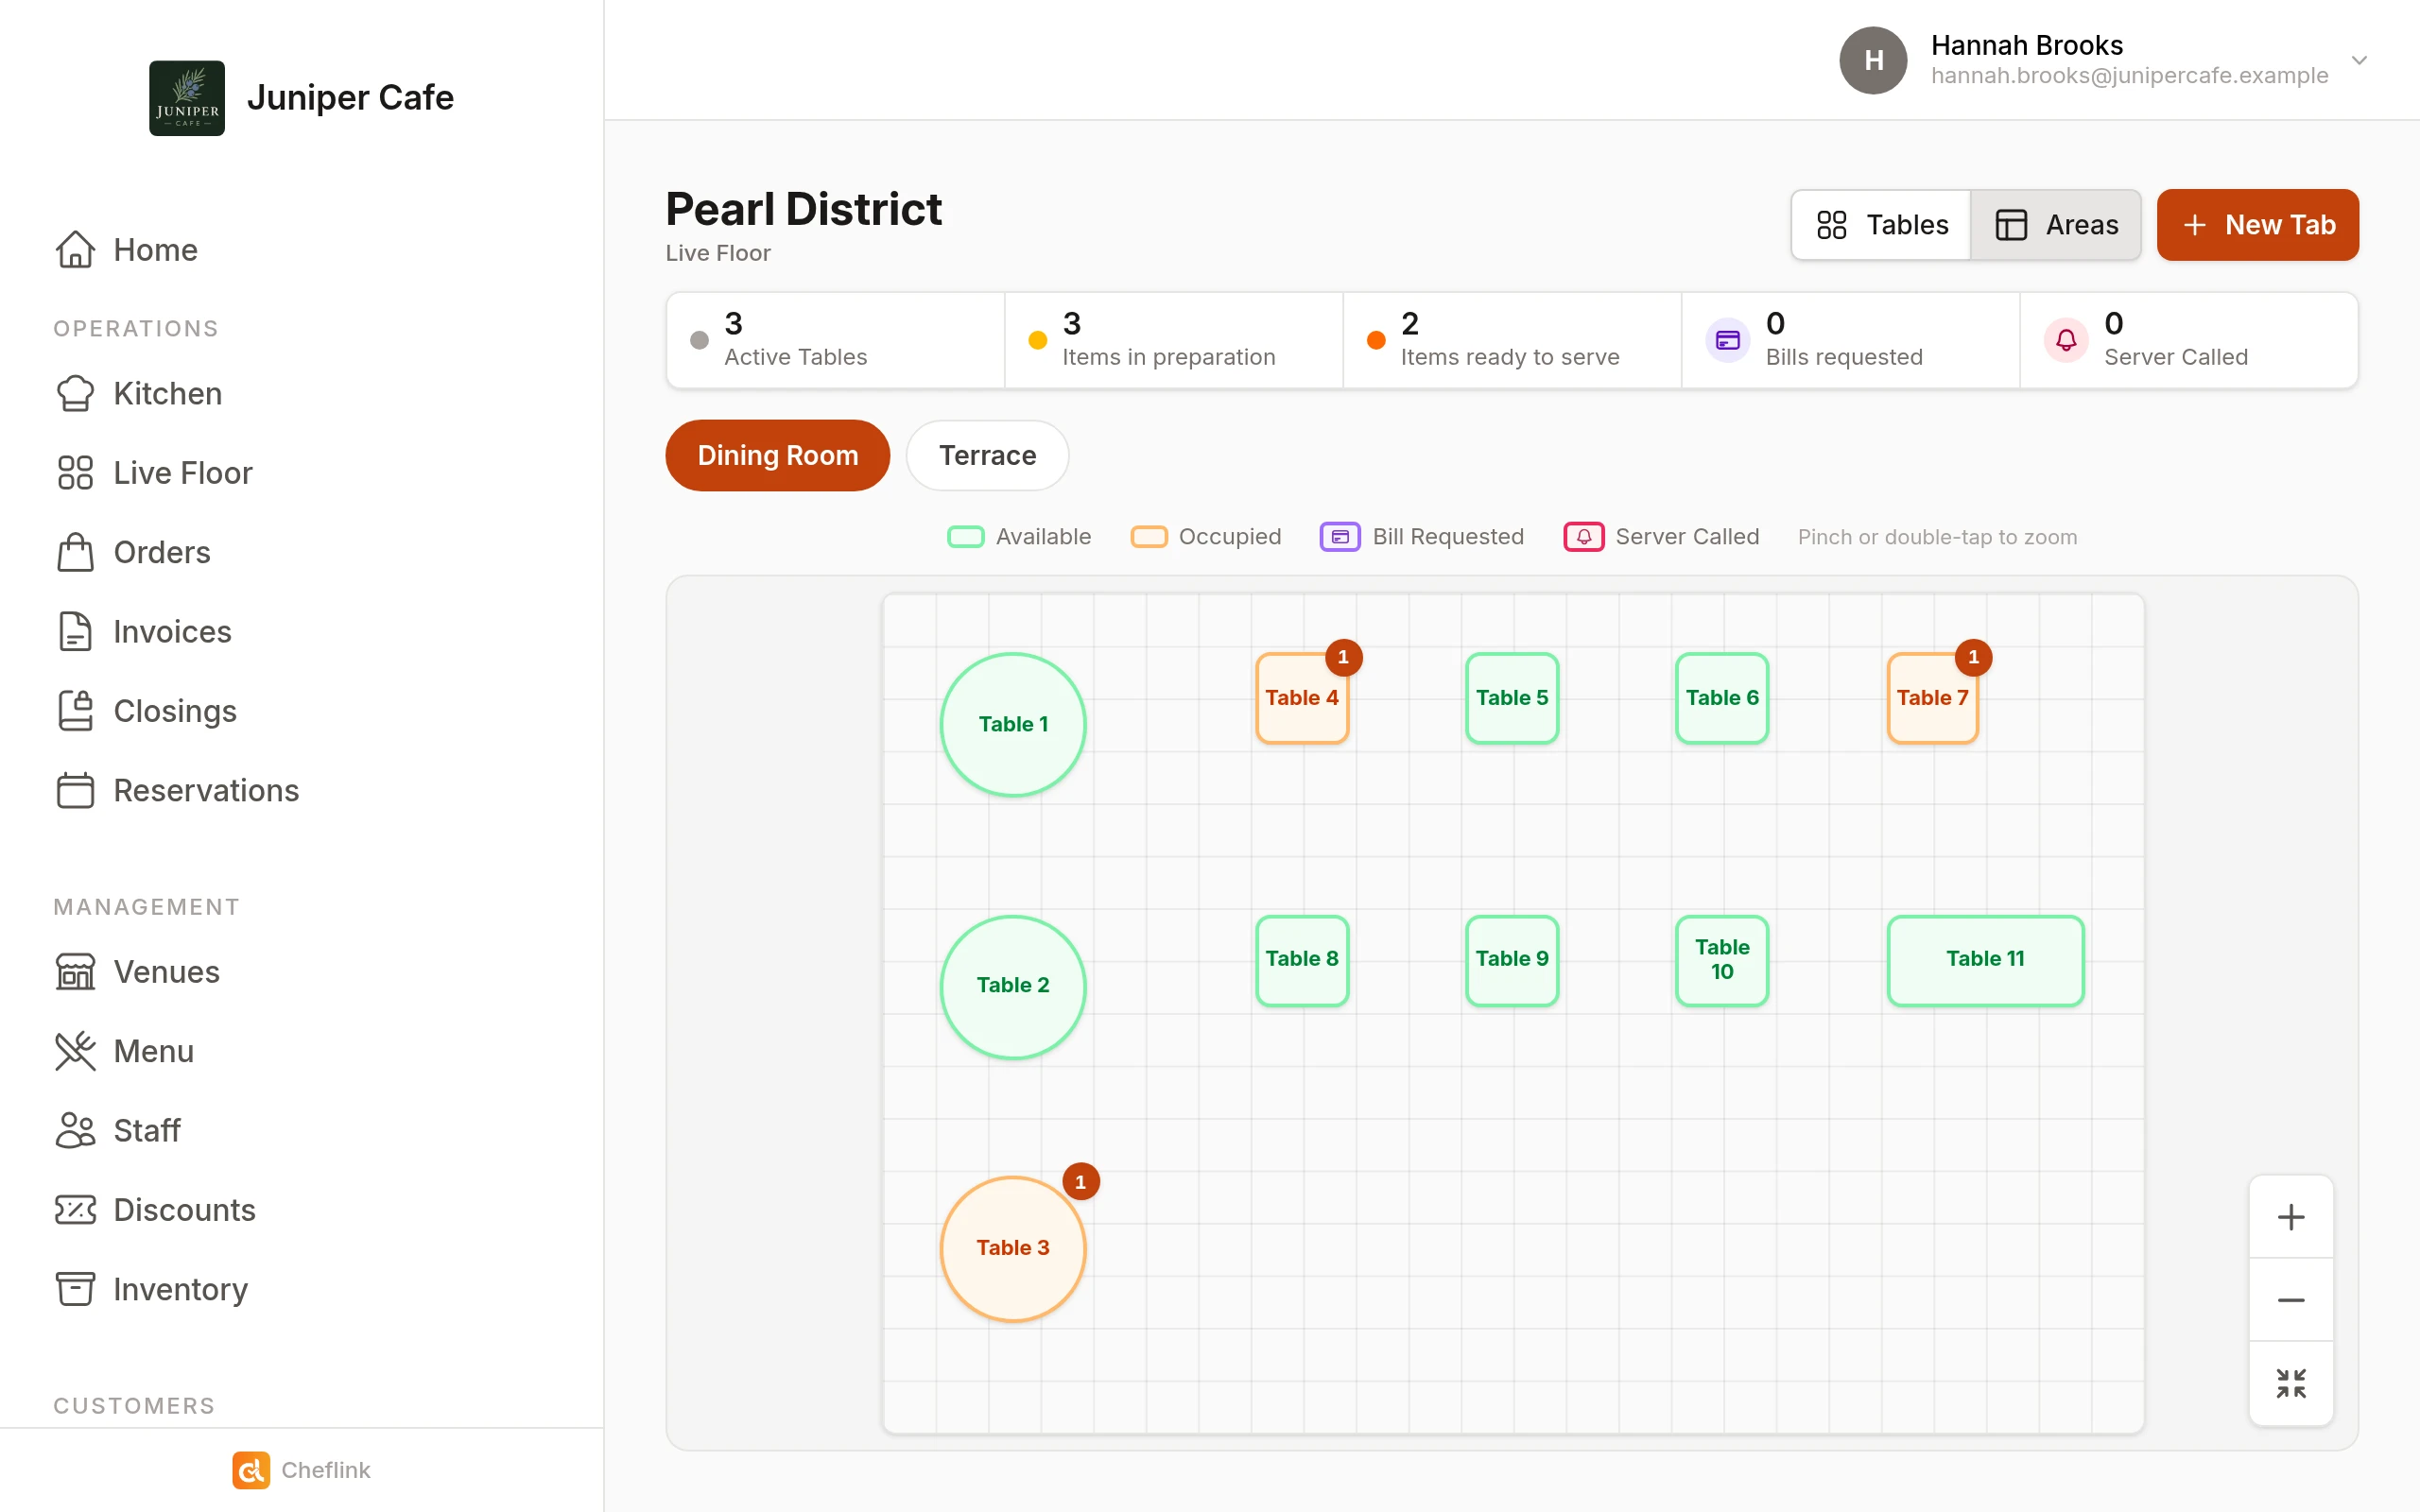 JUNIPER
— CAFE —
Juniper Cafe
Home
OPERATIONS
Kitchen
Live Floor
Orders
Invoices
Closings
Reservations
MANAGEMENT
Venues
Menu
Staff
Discounts
Inventory
CUSTOMERS
Cheflink
H
Hannah Brooks
hannah.brooks@junipercafe.example
Pearl District
Live Floor
Tables
Areas
New Tab
3
Active Tables
3
Items in preparation
2
Items ready to serve
0
Bills requested
0
Server Called
Dining Room
Terrace
Available
Occupied
Bill Requested
Server Called
Pinch or double-tap to zoom
Table 1
Table 4
1
Table 5
Table 6
Table 7
1
Table 2
Table 8
Table 9
Table
10
Table 11
Table 3
1